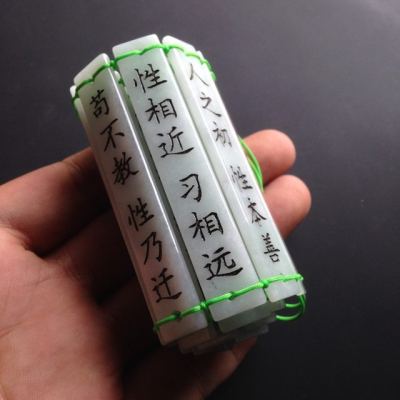 人之初 性本善
性相近 习相远
苟不教 性乃迁